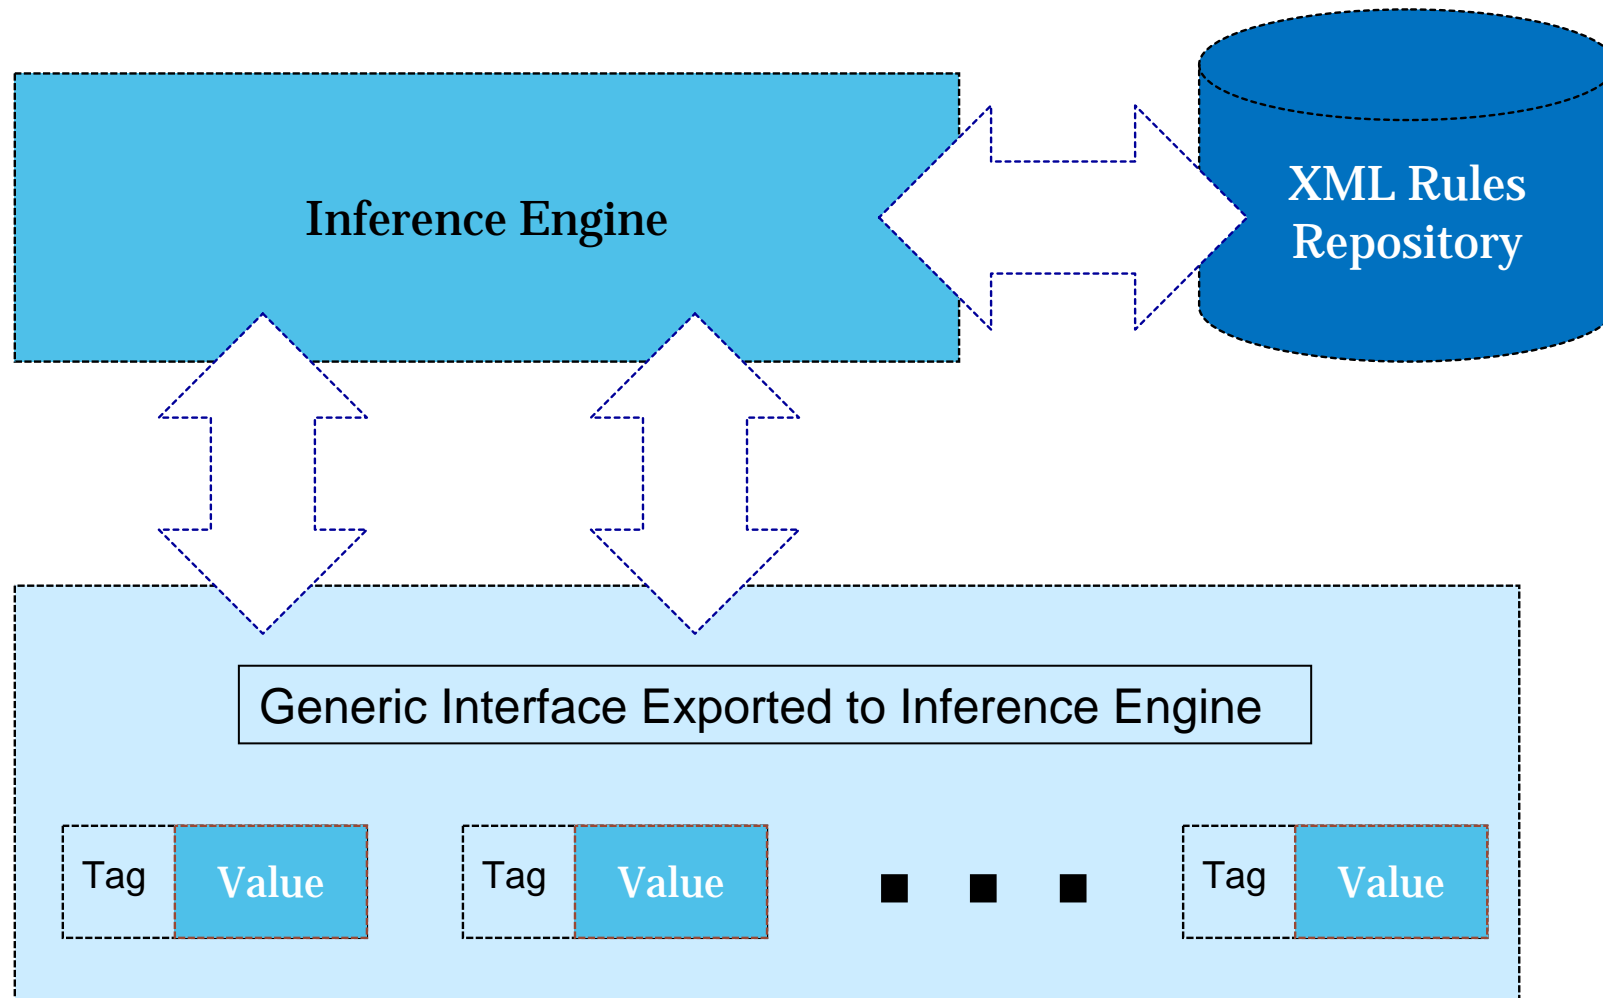 Inference Engine
XML Rules
Repository
Generic Interface Exported to Inference Engine
Tag Value Tag Value Tag Value